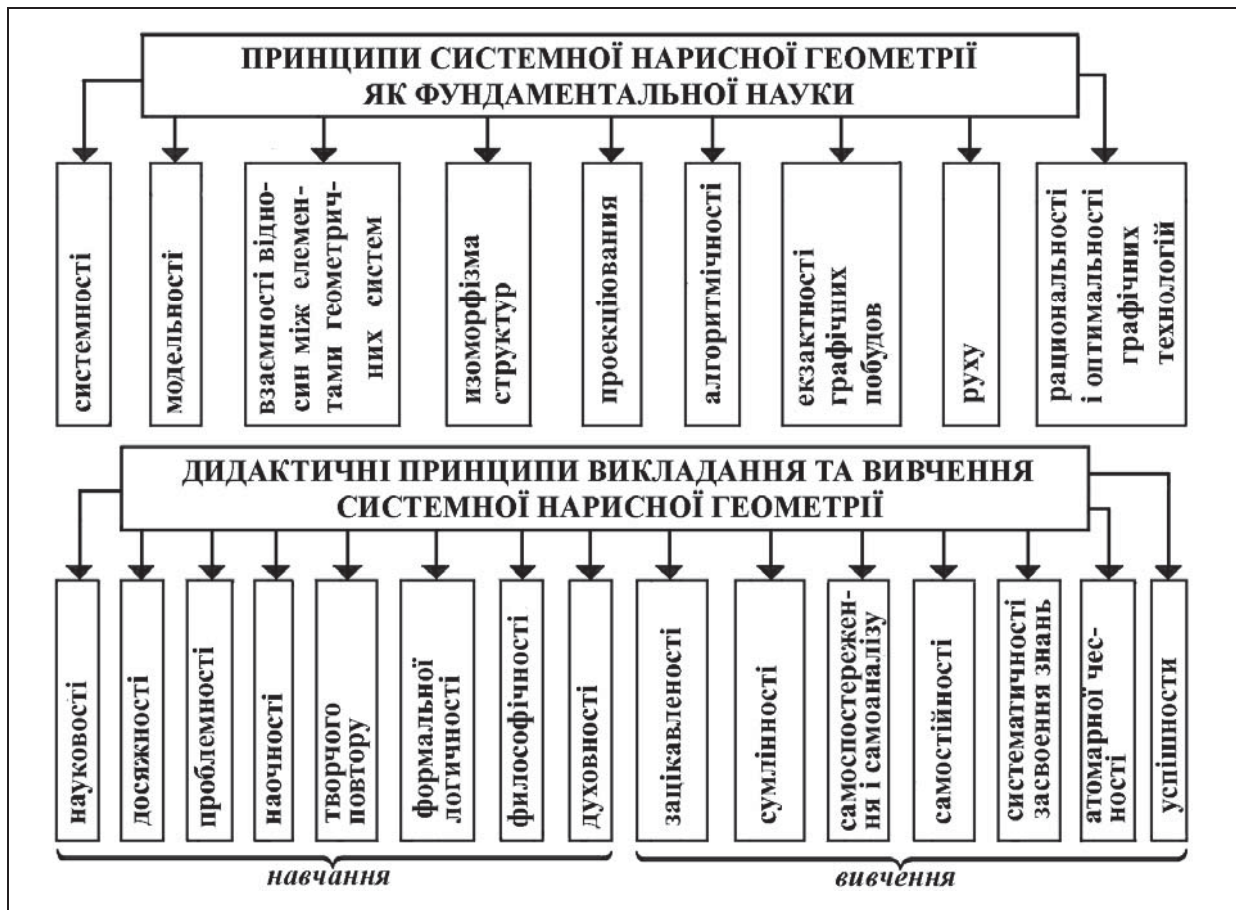 ПРИНЦИПИ СИСТЕМНОЇ НАРИСНОЇ ГЕОМЕТРІЇ
ЯК ФУНДАМЕНТАЛЬНОЇ НАУКИ
системності
модельності
взаємності відно-
син між елемен-
тами геометрич-
них систем
изоморфізма
структур
проекціювания
алгоритмічності
екзактності
графічних
побудов
руху
раціональності
і оптимальності
графічних
технологій
ДИДАКТИЧНІ ПРИНЦИПИ ВИКЛАДАННЯ ТА ВИВЧЕННЯ
СИСТЕМНОЇ НАРИСНОЇ ГЕОМЕТРІЇ
науковості
досяжності
проблемності
наочності
творчого
повтору
формальної
логичності
философічності
духовності
зацікавленості
сумлінності
самоспостережен-
ня і самоаналізу
самостійності
систематичності
засвоення знань
атомарної чес-
ності
успішности
навчання
вивчення